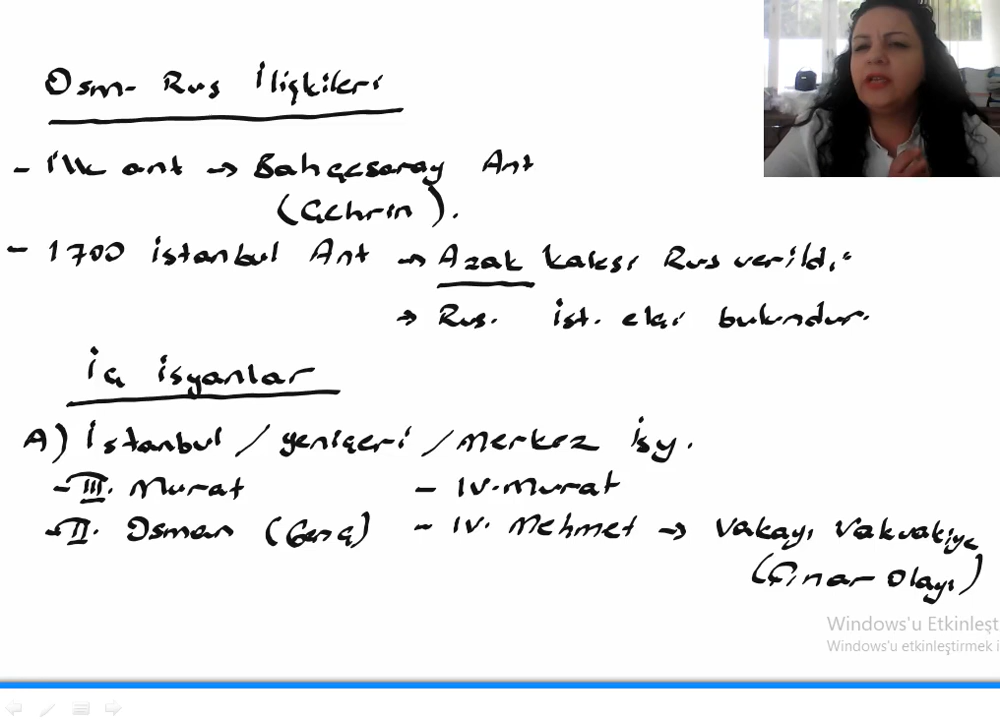 Osm- Rus İlişkileri
- İlk ant → Bahçesaray Ant
(Çehrin).
- 1700 İstanbul Ant → Azak kalesi Rus verildi.
→ Rus. ist. elçi bulundur.
İç isyanlar
A) İstanbul / yeniçeri / merkez isy.
- III. Murat - IV. Murat
- II. Osman (Genç) - IV. Mehmet → Vakayı Vakvakiye
(Çınar Olayı)
Windows'u Etkinleşt
Windows'u etkinleştirmek i